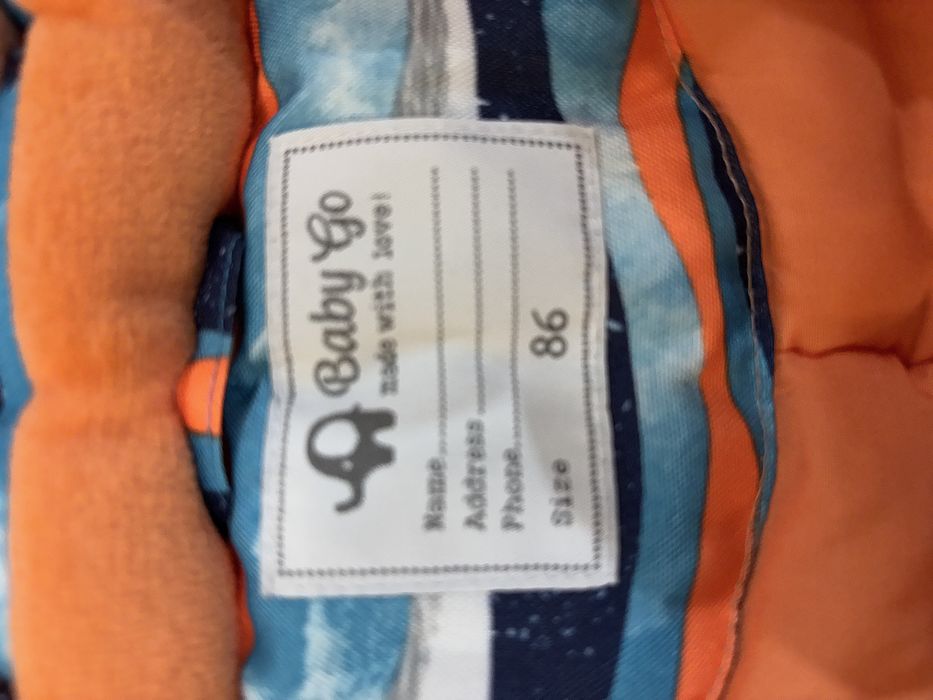 Baby Go
made with love!
Name
Address
Phone
Size 86